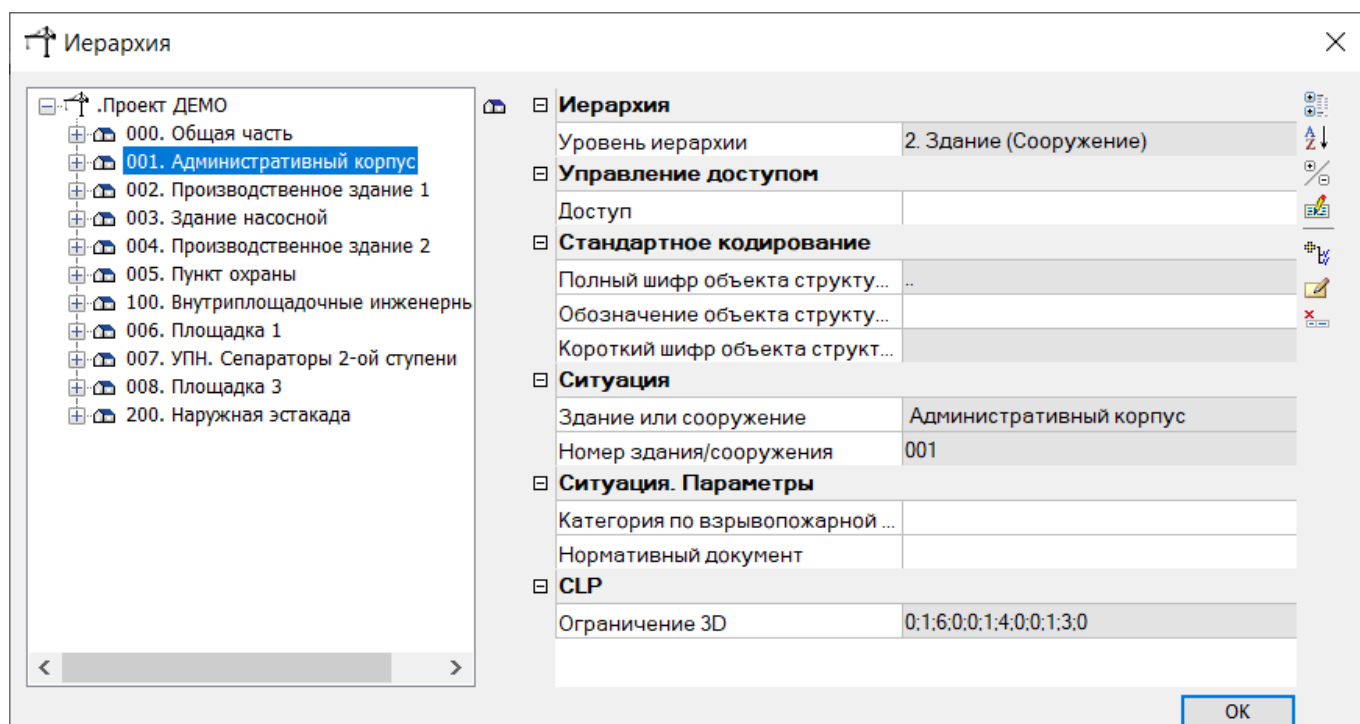 Иерархия
.Проект ДЕМО
000. Общая часть
001. Административный корпус
002. Производственное здание 1
003. Здание насосной
004. Производственное здание 2
005. Пункт охраны
100. Внутриплощадочные инженернь
006. Площадка 1
007. УПН. Сепараторы 2-ой ступени
008. Площадка 3
200. Наружная эстакада
Иерархия
Уровень иерархии 2. Здание (Сооружение)
Управление доступом
Доступ
Стандартное кодирование
Полный шифр объекта структу... ..
Обозначение объекта структу...
Короткий шифр объекта структ...
Ситуация
Здание или сооружение Административный корпус
Номер здания/сооружения 001
Ситуация. Параметры
Категория по взрывопожарной ...
Нормативный документ
CLP
Ограничение 3D 0;1;6;0;0;1;4;0;0;1;3;0
OK